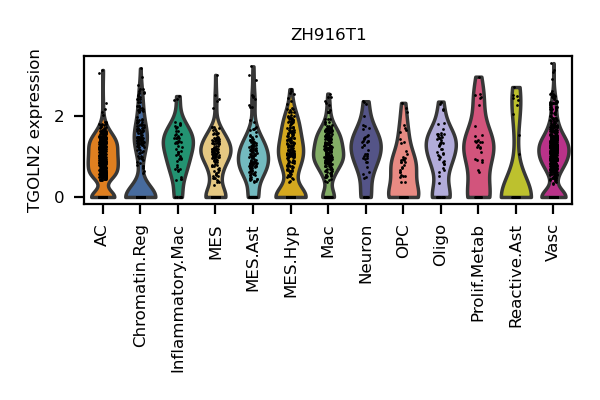 ZH916T1
TGOLN2 expression
2
0
AC
Chromatin.Reg
Inflammatory.Mac
MES
MES.Ast
MES.Hyp
Mac
Neuron
OPC
Oligo
Prolif.Metab
Reactive.Ast
Vasc